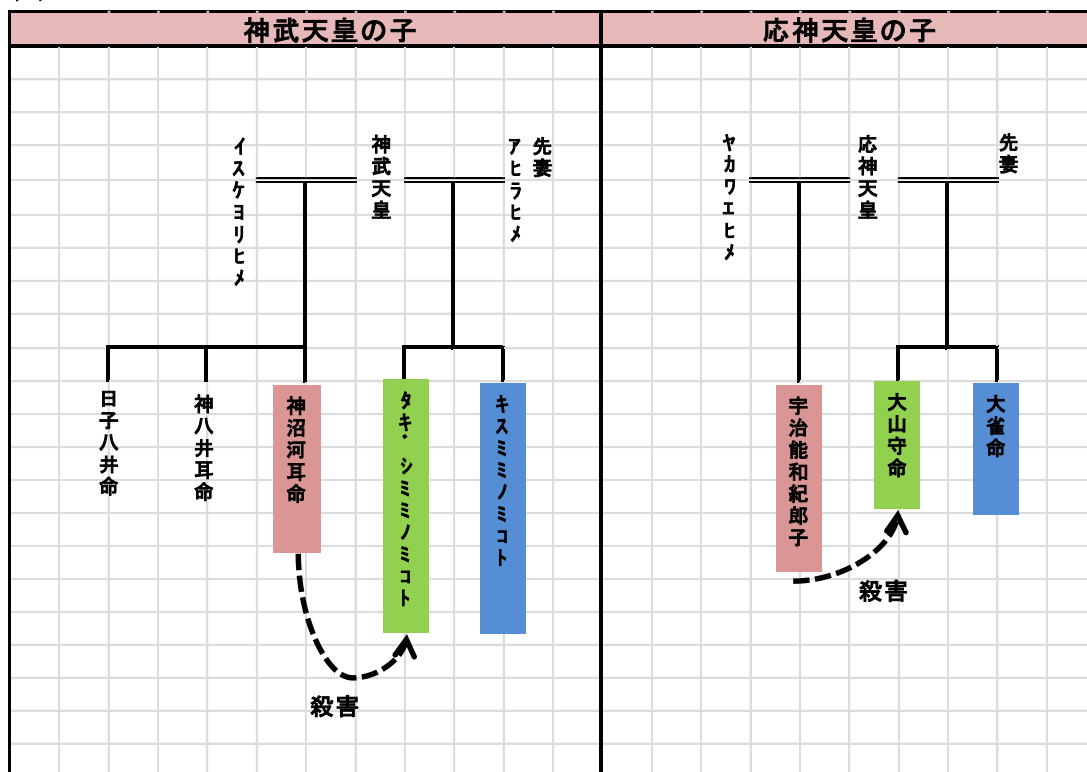 神武天皇の子
応神天皇の子
イスケヨリヒメ
神武天皇
先妻
アヒラヒメ
日子八井命
神八井耳命
神沼河耳命
タキ゛シミミノミコト
キスミミノミコト
殺害
ヤカワエヒメ
応神天皇
先妻
宇治能和紀郎子
大山守命
大雀命
殺害